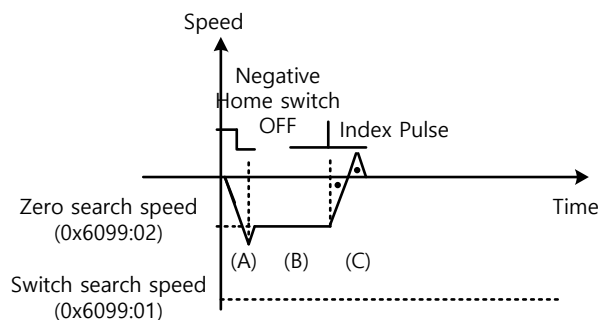 Speed
Negative
Home switch
OFF
Index Pulse
Zero search speed
(0x6099:02)
Time
(A)
(B)
(C)
Switch search speed
(0x6099:01)